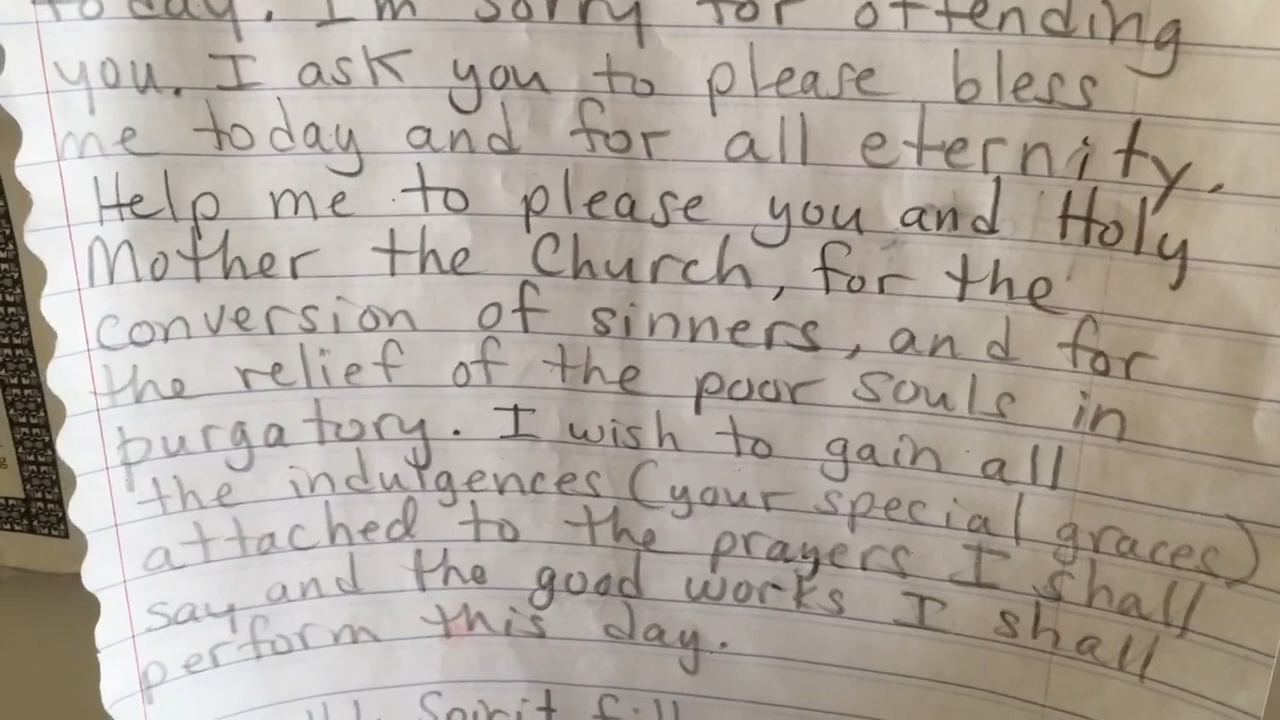 today. I'm sorry for offending
you. I ask you to please bless
me today and for all eternity.
Help me to please you and Holy
Mother the Church, for the
conversion of sinners, and for
the relief of the poor souls in
purgatory. I wish to gain all
the indulgences (your special graces)
attached to the prayers I shall
say and the good works I shall
perform this day.
Spirit fill